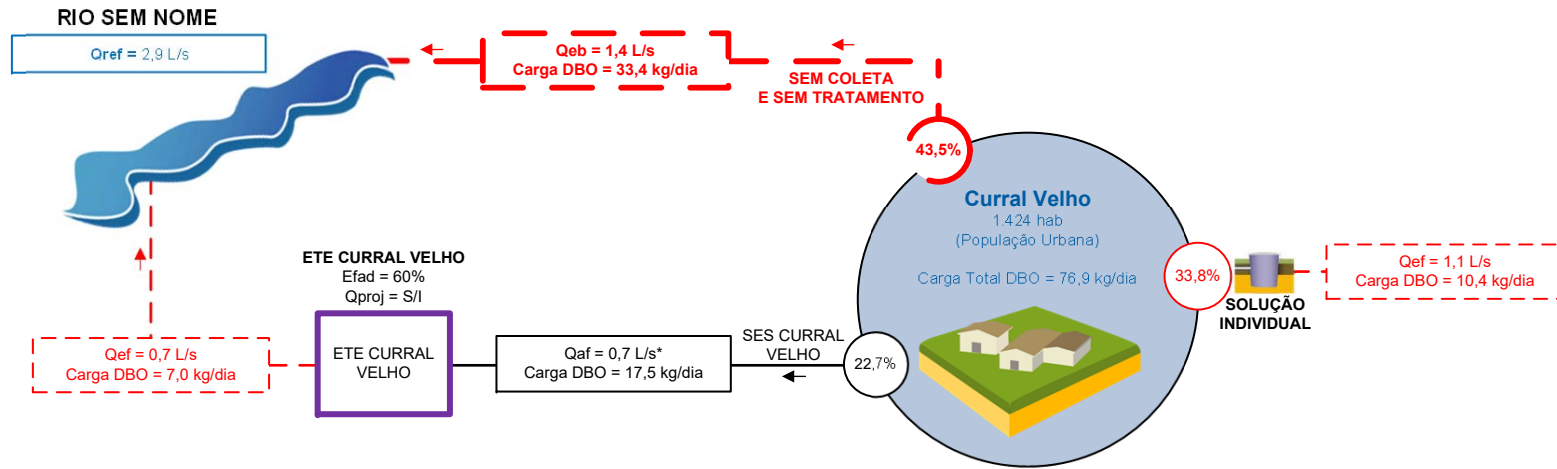 RIO SEM NOME
Qref = 2,9 L/s
Qeb = 1,4 L/s
Carga DBO = 33,4 kg/dia
SEM COLETA
E SEM TRATAMENTO
43,5%
Curral Velho
1.424 hab
(População Urbana)
Carga Total DBO = 76,9 kg/dia
33,8%
SOLUÇÃO
INDIVIDUAL
Qef = 1,1 L/s
Carga DBO = 10,4 kg/dia
22,7%
SES CURRAL
VELHO
Qaf = 0,7 L/s*
Carga DBO = 17,5 kg/dia
ETE CURRAL VELHO
Efad = 60%
Qproj = S/I
ETE CURRAL
VELHO
Qef = 0,7 L/s
Carga DBO = 7,0 kg/dia